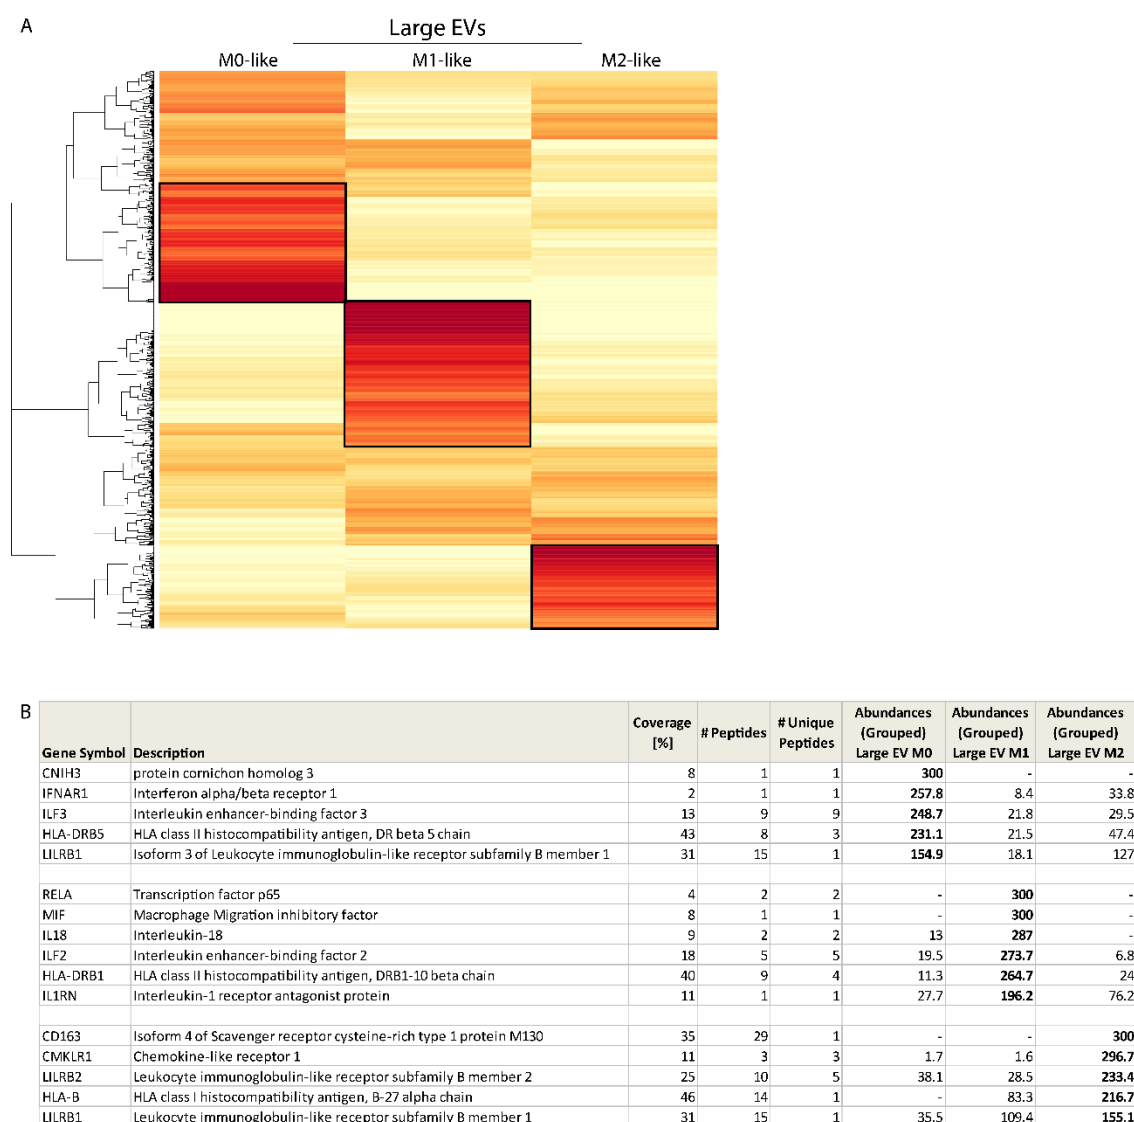 A
Large EVs
M0-like M1-like M2-like
B
Gene Symbol Description Coverage [%] # Peptides # Unique Peptides Abundances (Grouped) Large EV M0 Abundances (Grouped) Large EV M1 Abundances (Grouped) Large EV M2
CNIH3 protein cornichon homolog 3 8 1 1 300 - -
IFNAR1 Interferon alpha/beta receptor 1 2 1 1 257.8 8.4 33.8
ILF3 Interleukin enhancer-binding factor 3 13 9 9 248.7 21.8 29.5
HLA-DRB5 HLA class II histocompatibility antigen, DR beta 5 chain 43 8 3 231.1 21.5 47.4
LILRB1 Isoform 3 of Leukocyte immunoglobulin-like receptor subfamily B member 1 31 15 1 154.9 18.1 127
RELA Transcription factor p65 4 2 2 - 300 -
MIF Macrophage Migration inhibitory factor 8 1 1 - 300 -
IL18 Interleukin-18 9 2 2 13 287 -
ILF2 Interleukin enhancer-binding factor 2 18 5 5 19.5 273.7 6.8
HLA-DRB1 HLA class II histocompatibility antigen, DRB1-10 beta chain 40 9 4 11.3 264.7 24
IL1RN Interleukin-1 receptor antagonist protein 11 1 1 27.7 196.2 76.2
CD163 Isoform 4 of Scavenger receptor cysteine-rich type 1 protein M130 35 29 1 - - 300
CMKLR1 Chemokine-like receptor 1 11 3 3 1.7 1.6 296.7
LILRB2 Leukocyte immunoglobulin-like receptor subfamily B member 2 25 10 5 38.1 28.5 233.4
HLA-B HLA class I histocompatibility antigen, B-27 alpha chain 46 14 1 - 83.3 216.7
LILRB1 Leukocyte immunoglobulin-like receptor subfamily B member 1 31 15 1 35.5 109.4 155.1